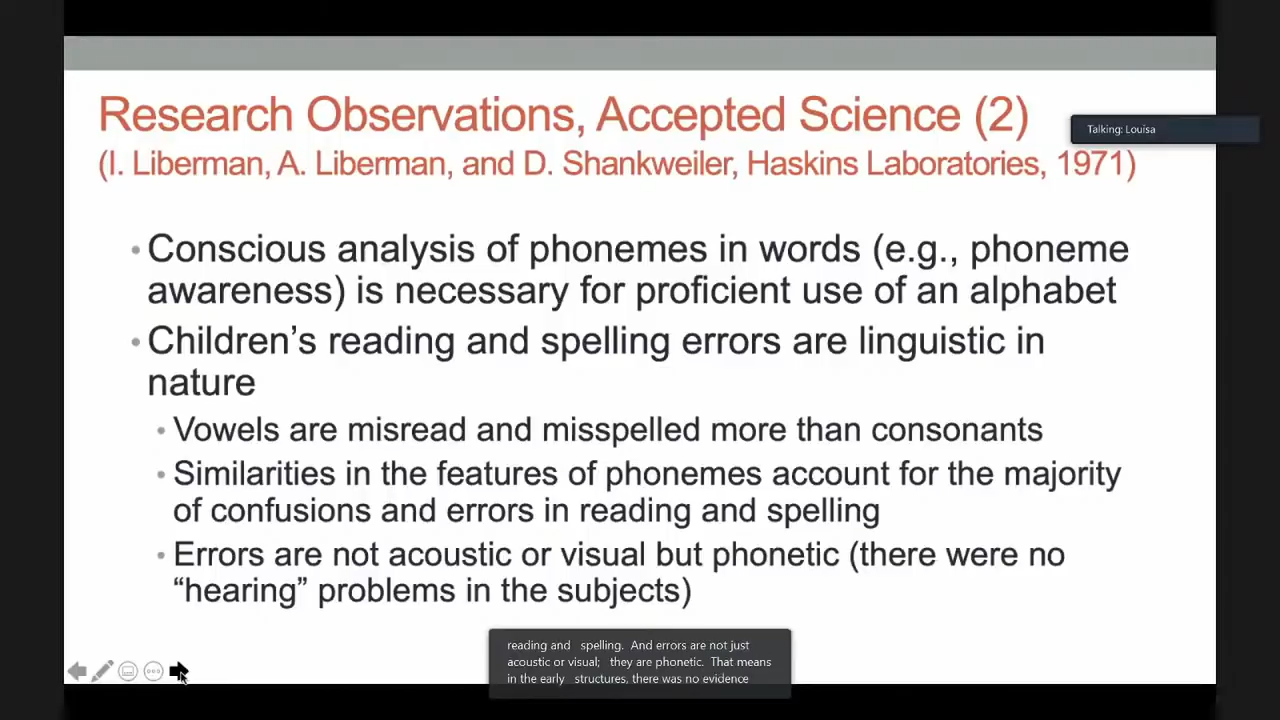 Research Observations, Accepted Science (2)
Talking: Louisa
(I. Liberman, A. Liberman, and D. Shankweiler, Haskins Laboratories, 1971)
• Conscious analysis of phonemes in words (e.g., phoneme
awareness) is necessary for proficient use of an alphabet
• Children’s reading and spelling errors are linguistic in
nature
• Vowels are misread and misspelled more than consonants
• Similarities in the features of phonemes account for the majority
of confusions and errors in reading and spelling
• Errors are not acoustic or visual but phonetic (there were no
“hearing” problems in the subjects)
reading and spelling. And errors are not just
acoustic or visual; they are phonetic. That means
in the early structures, there was no evidence